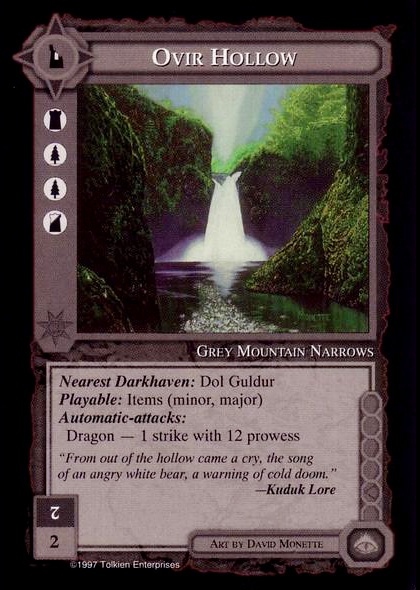 OVIR HOLLOW
MONETTE
GREY MOUNTAIN NARROWS
Nearest Darkhaven: Dol Guldur
Playable: Items (minor, major)
Automatic-attacks:
Dragon — 1 strike with 12 prowess
“From out of the hollow came a cry, the song
of an angry white bear, a warning of cold doom.”
—Kuduk Lore
2
2
ART BY DAVID MONETTE
©1997 Tolkien Enterprises